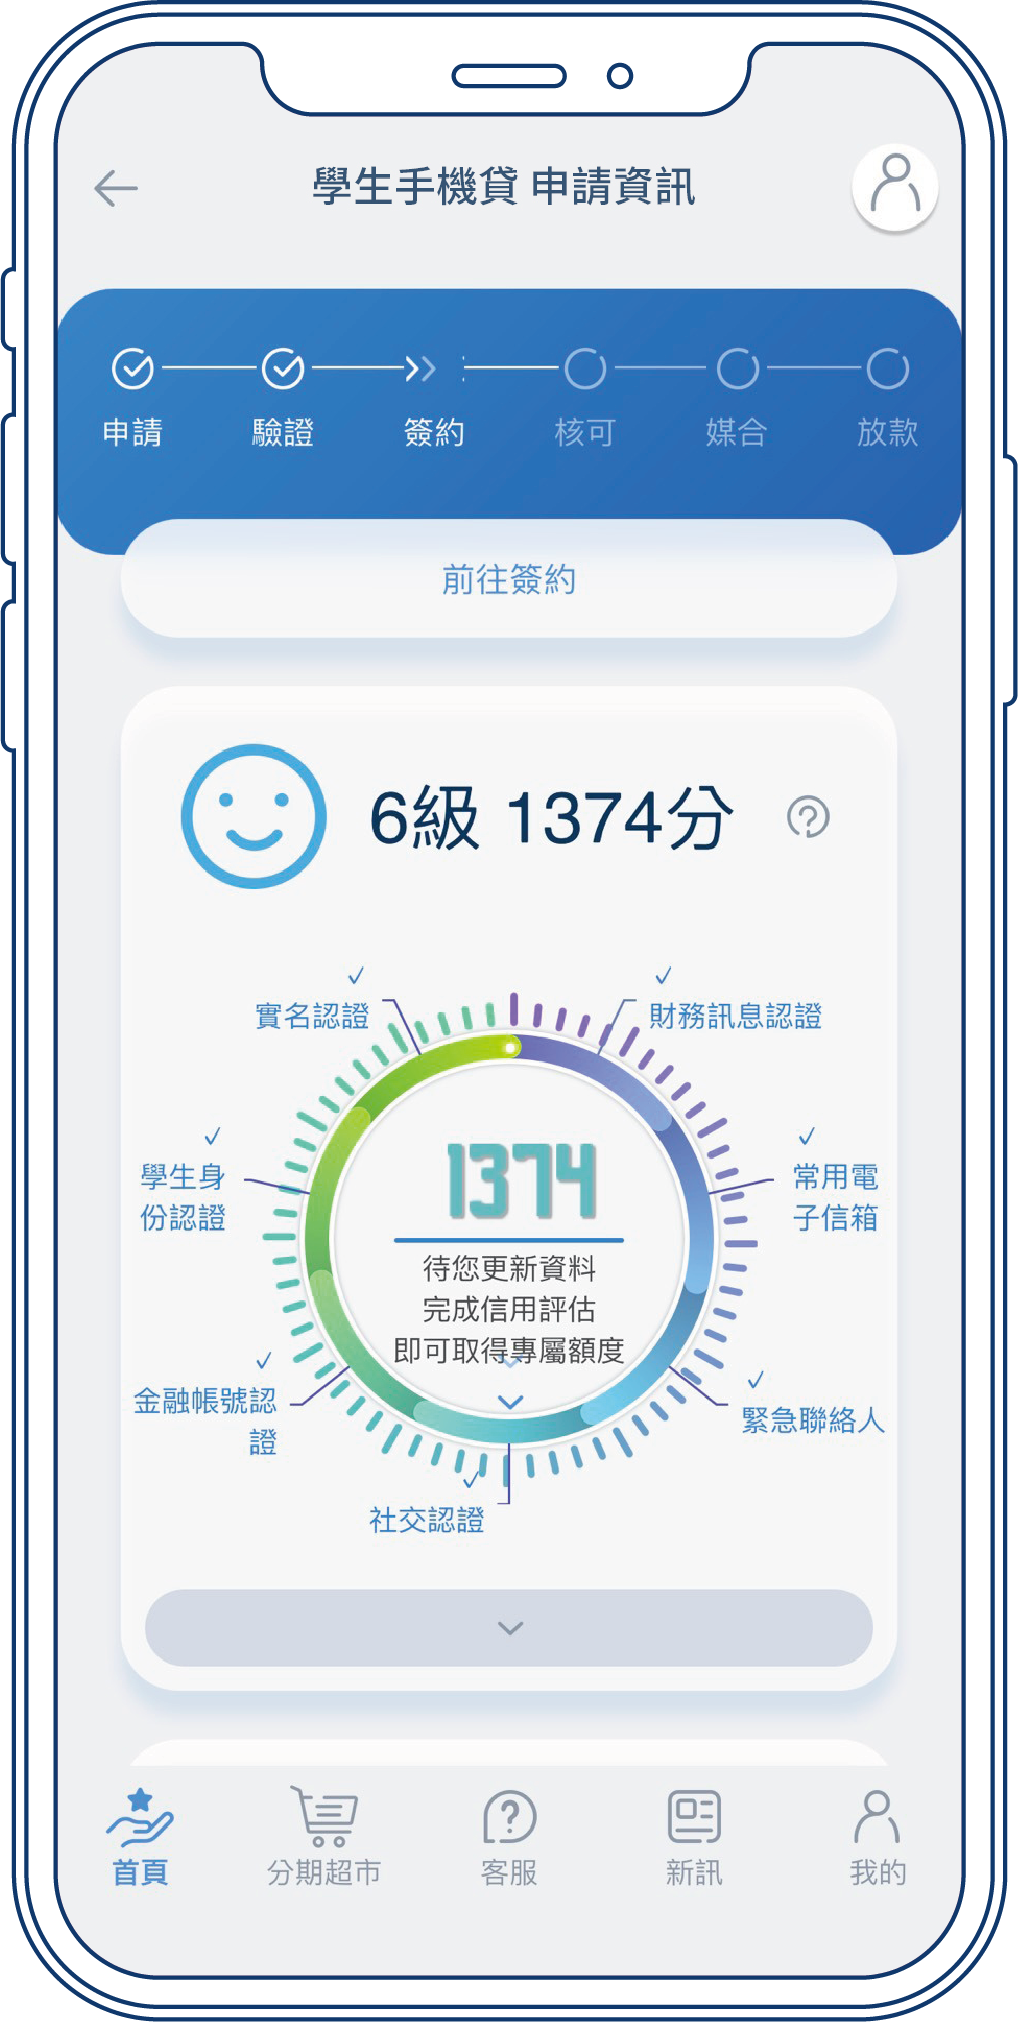 學生手機貸 申請資訊
申請 驗證 簽約 核可 媒合 放款
前往簽約
6級 1374分
實名認證
財務訊息認證
學生身
份認證
常用電
子信箱
1374
待您更新資料
完成信用評估
即可取得專屬額度
金融帳號認
證
緊急聯絡人
社交認證
首頁 分期超市 客服 新訊 我的